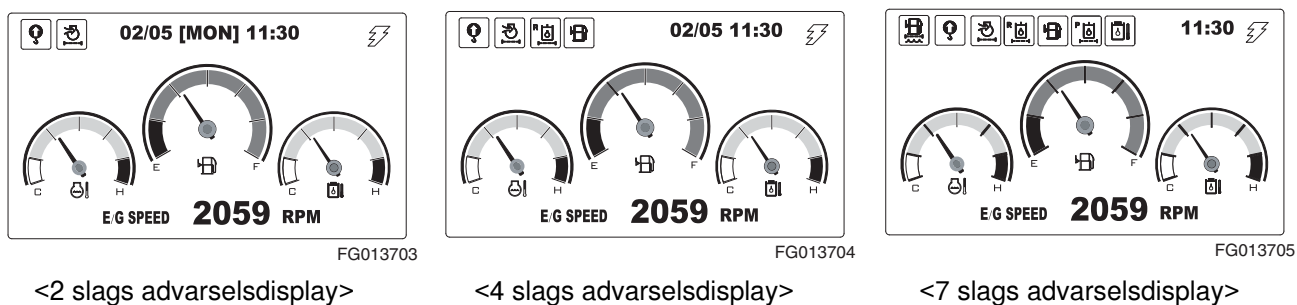 02/05 [MON] 11:30
E F
C H C H
E/G SPEED 2059 RPM
FG013703
<2 slags advarselsdisplay>
R
02/05 11:30
E F
C H C H
E/G SPEED 2059 RPM
FG013704
<4 slags advarselsdisplay>
R P
11:30
E F
C H C H
E/G SPEED 2059 RPM
FG013705
<7 slags advarselsdisplay>